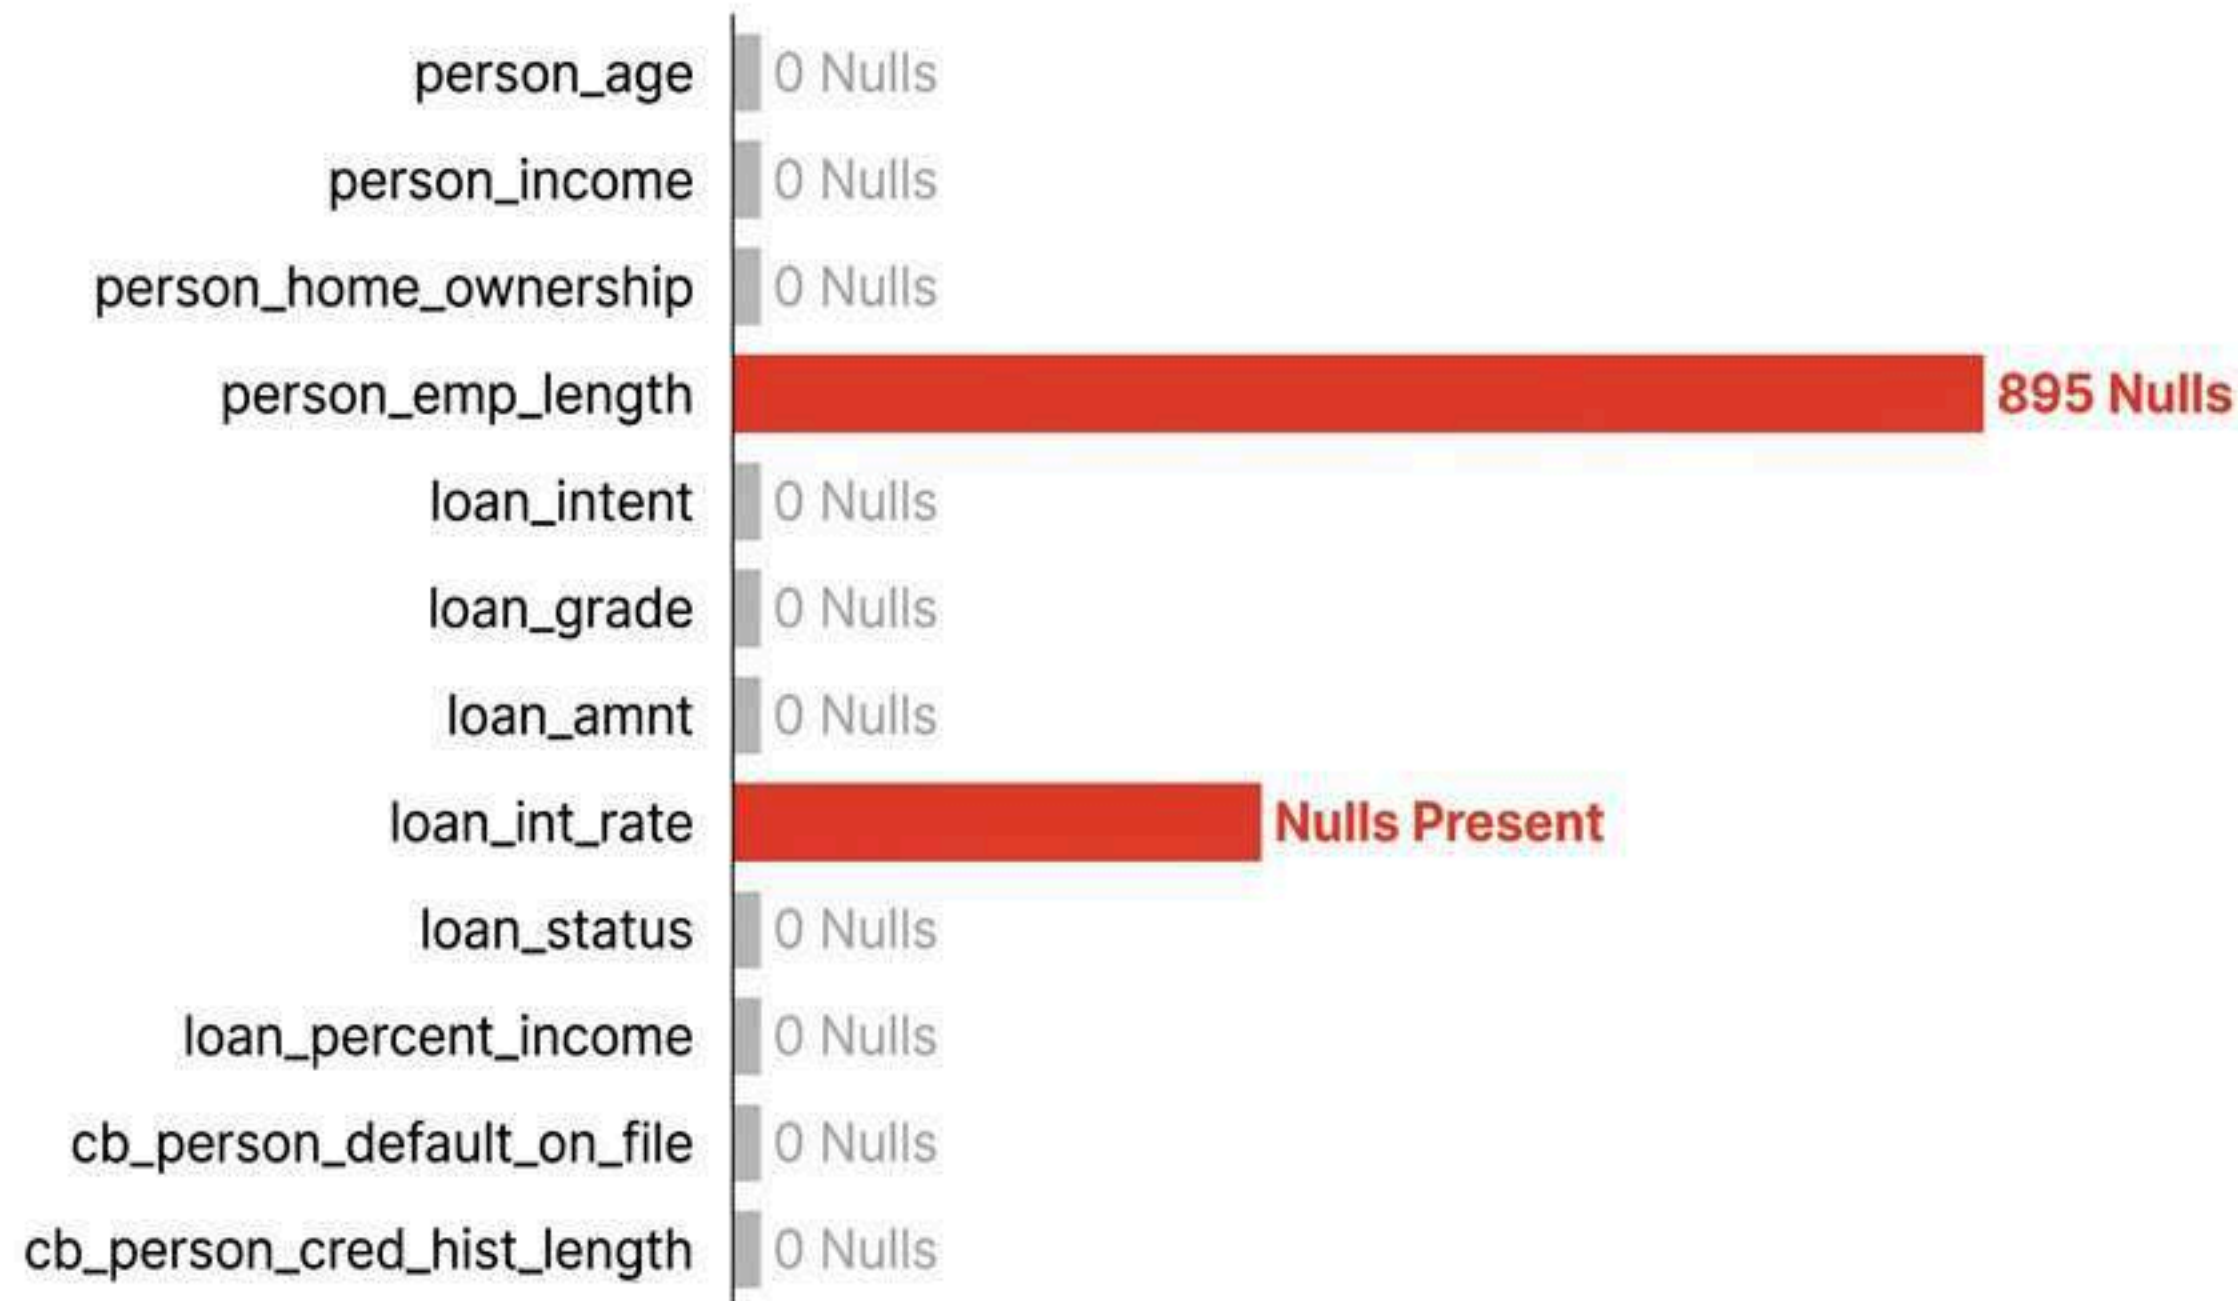 person_age 0 Nulls
person_income 0 Nulls
person_home_ownership 0 Nulls
person_emp_length 895 Nulls
loan_intent 0 Nulls
loan_grade 0 Nulls
loan_amnt 0 Nulls
loan_int_rate Nulls Present
loan_status 0 Nulls
loan_percent_income 0 Nulls
cb_person_default_on_file 0 Nulls
cb_person_cred_hist_length 0 Nulls